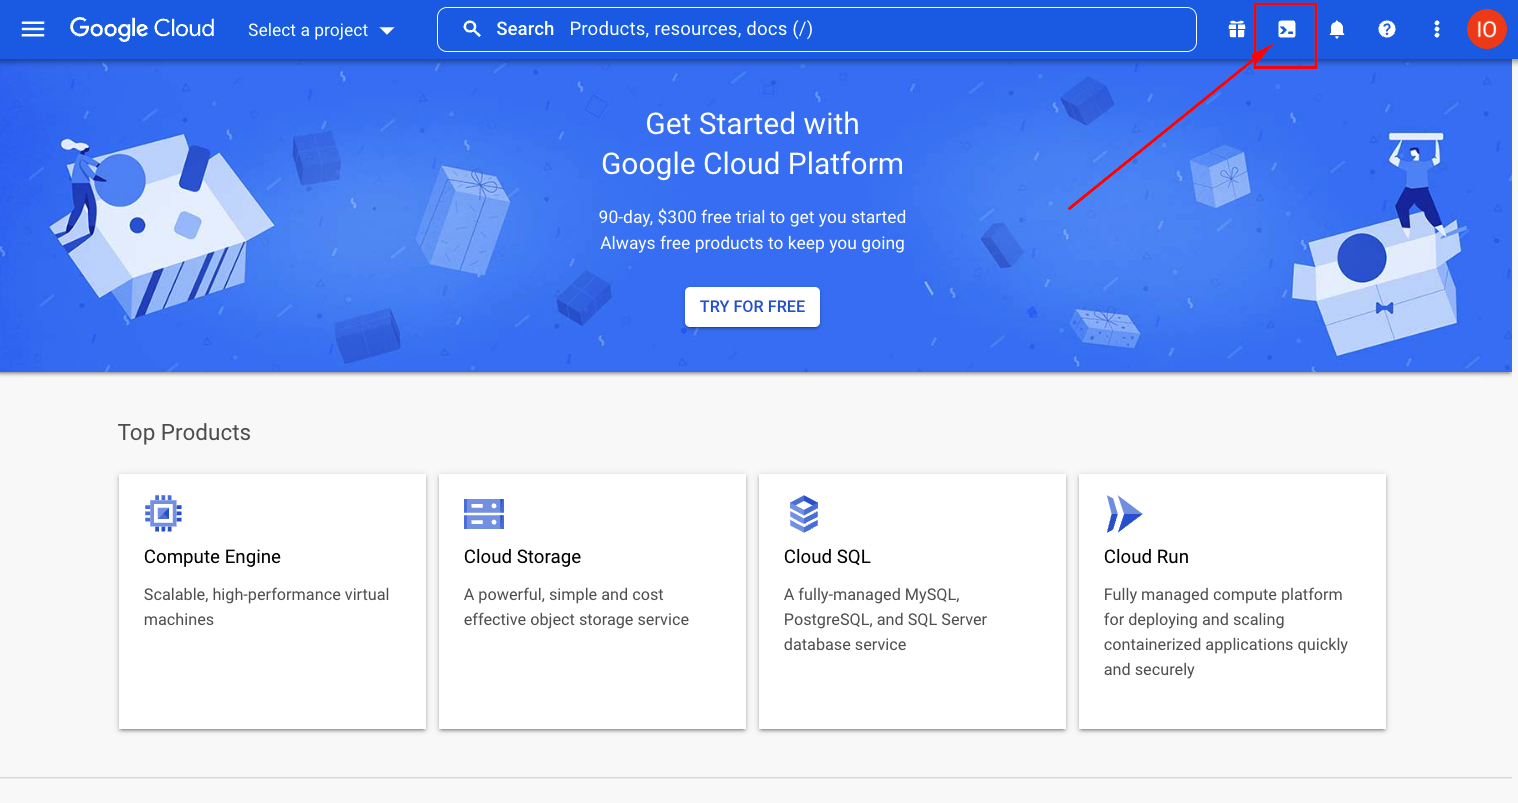 Google Cloud
Select a project
Search Products, resources, docs (/)
IO
Get Started with
Google Cloud Platform
90-day, $300 free trial to get you started
Always free products to keep you going
TRY FOR FREE
Top Products
Compute Engine
Scalable, high-performance virtual
machines
Cloud Storage
A powerful, simple and cost
effective object storage service
Cloud SQL
A fully-managed MySQL,
PostgreSQL, and SQL Server
database service
Cloud Run
Fully managed compute platform
for deploying and scaling
containerized applications quickly
and securely